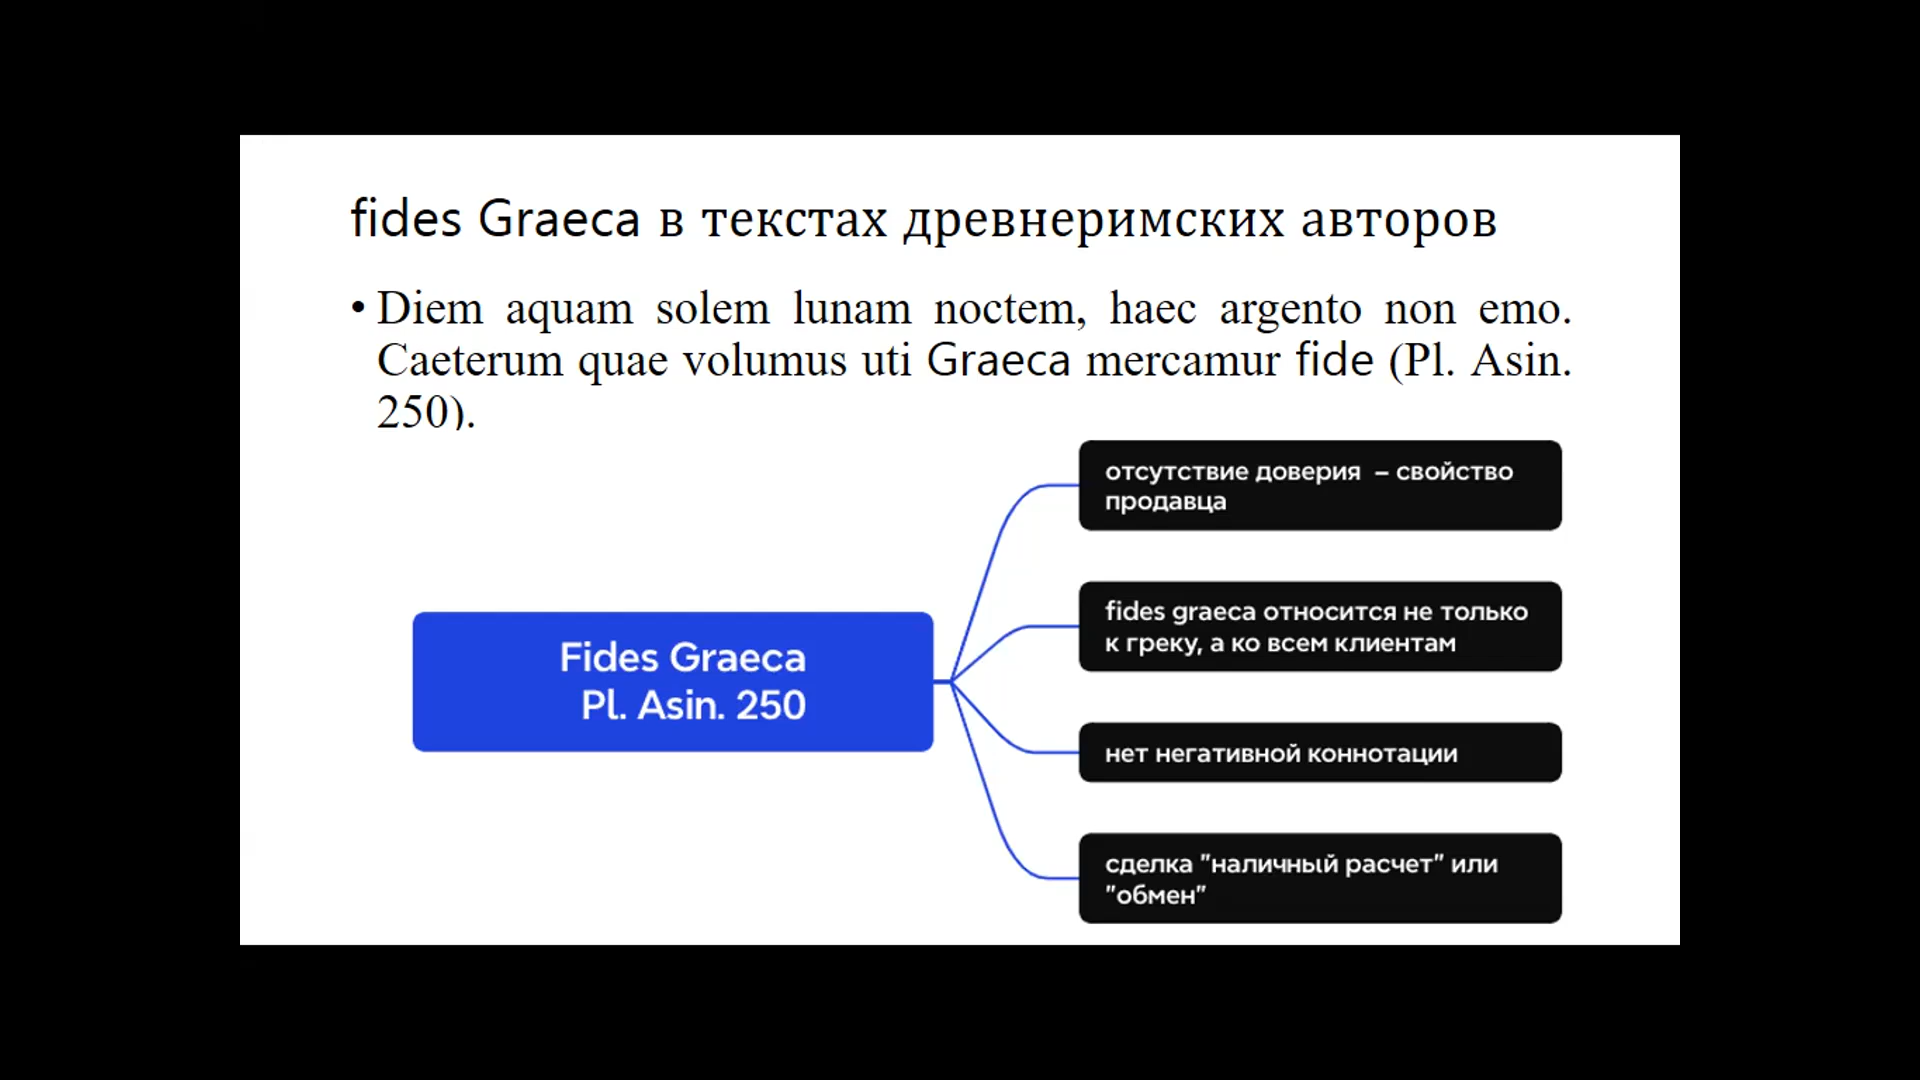 fides Graeca в текстах древнеримских авторов
• Diem aquam solem lunam noctem, haec argento non emo.
Caeterum quae volumus uti Graeca mercamur fide (Pl. Asin.
250).
отсутствие доверия – свойство
продавца
fides graeca относится не только
к греку, а ко всем клиентам
Fides Graeca
Pl. Asin. 250
нет негативной коннотации
сделка "наличный расчет" или
"обмен"